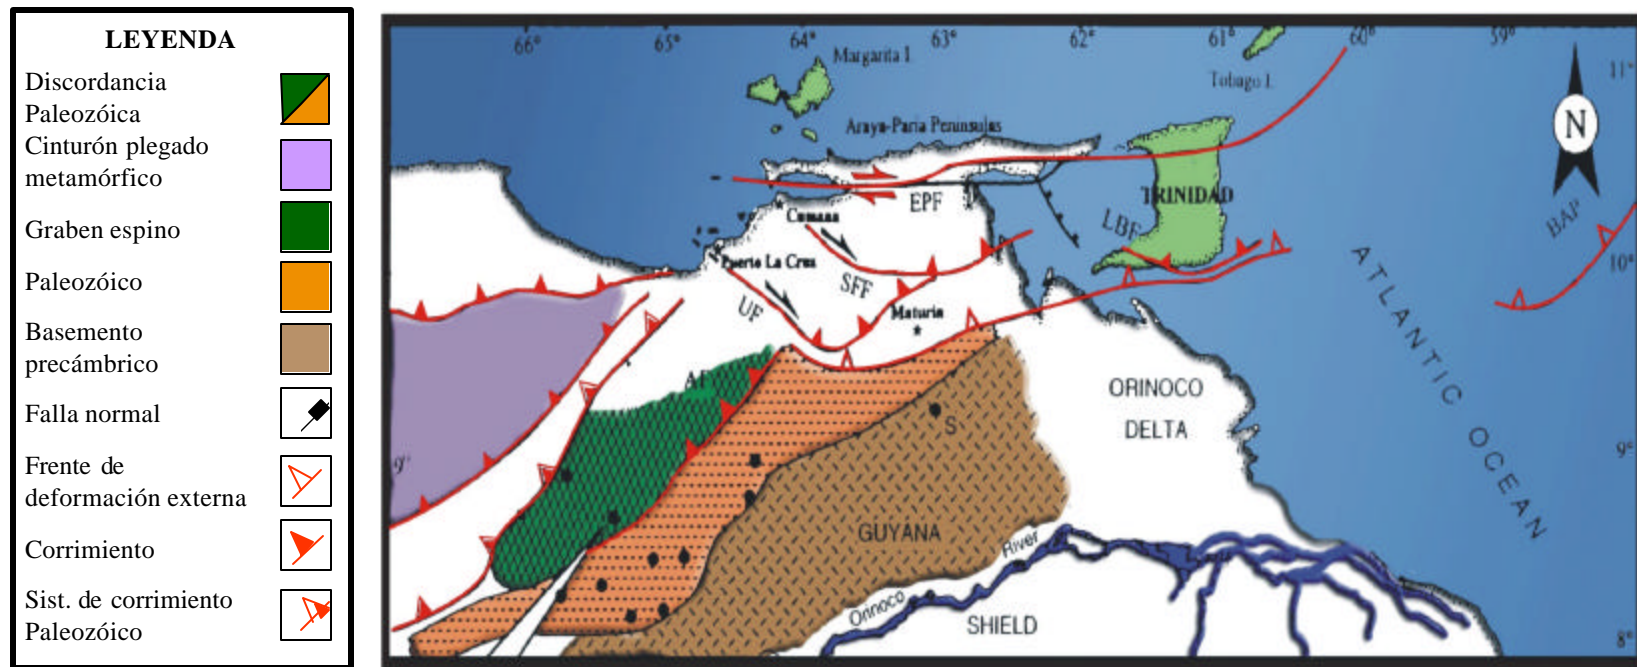 LEYENDA
Discordancia
Paleozóica
Cinturón plegado
metamórfico
Graben espino
Paleozóico
Basemento
precámbrico
Falla normal
Frente de
deformación externa
Corrimiento
Sist. de corrimiento
Paleozóico
66° 65° 64° 63° 62° 61° 60° 59°
Margarita I.
Tobago I.
11°
Araya-Paria Peninsulas
N
TRINIDAD
EPF
LBF
BAP
Cumana
Puerto La Cruz
SFF
UF
Maturin
10°
ATLANTIC OCEAN
AF
ORINOCO
DELTA
S
9°
9°
GUYANA
River
Orinoco
SHIELD
8°